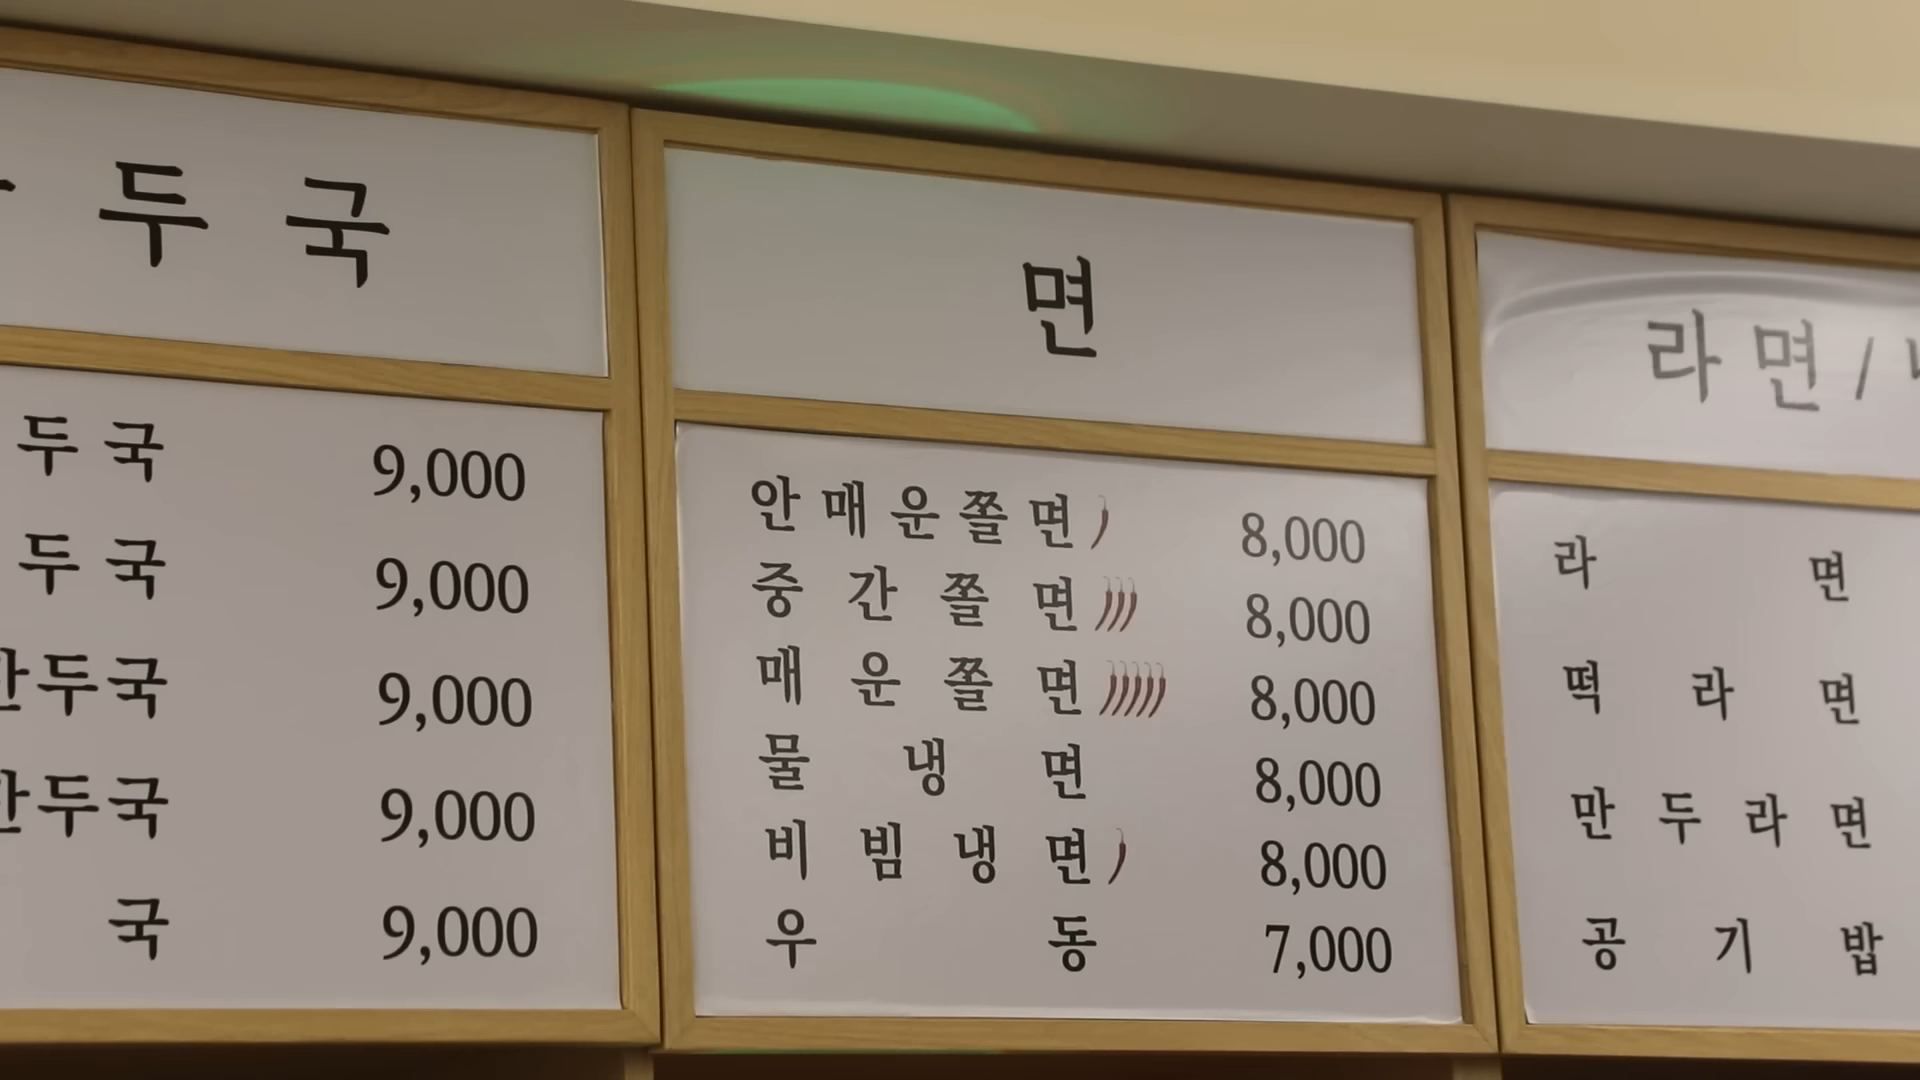 두국
두국 9,000
두국 9,000
만두국 9,000
만두국 9,000
국 9,000
면
안매운쫄면 8,000
중간쫄면 8,000
매운쫄면 8,000
물냉면 8,000
비빔냉면 8,000
우동 7,000
라면/
라면
떡라면
만두라면
공기밥